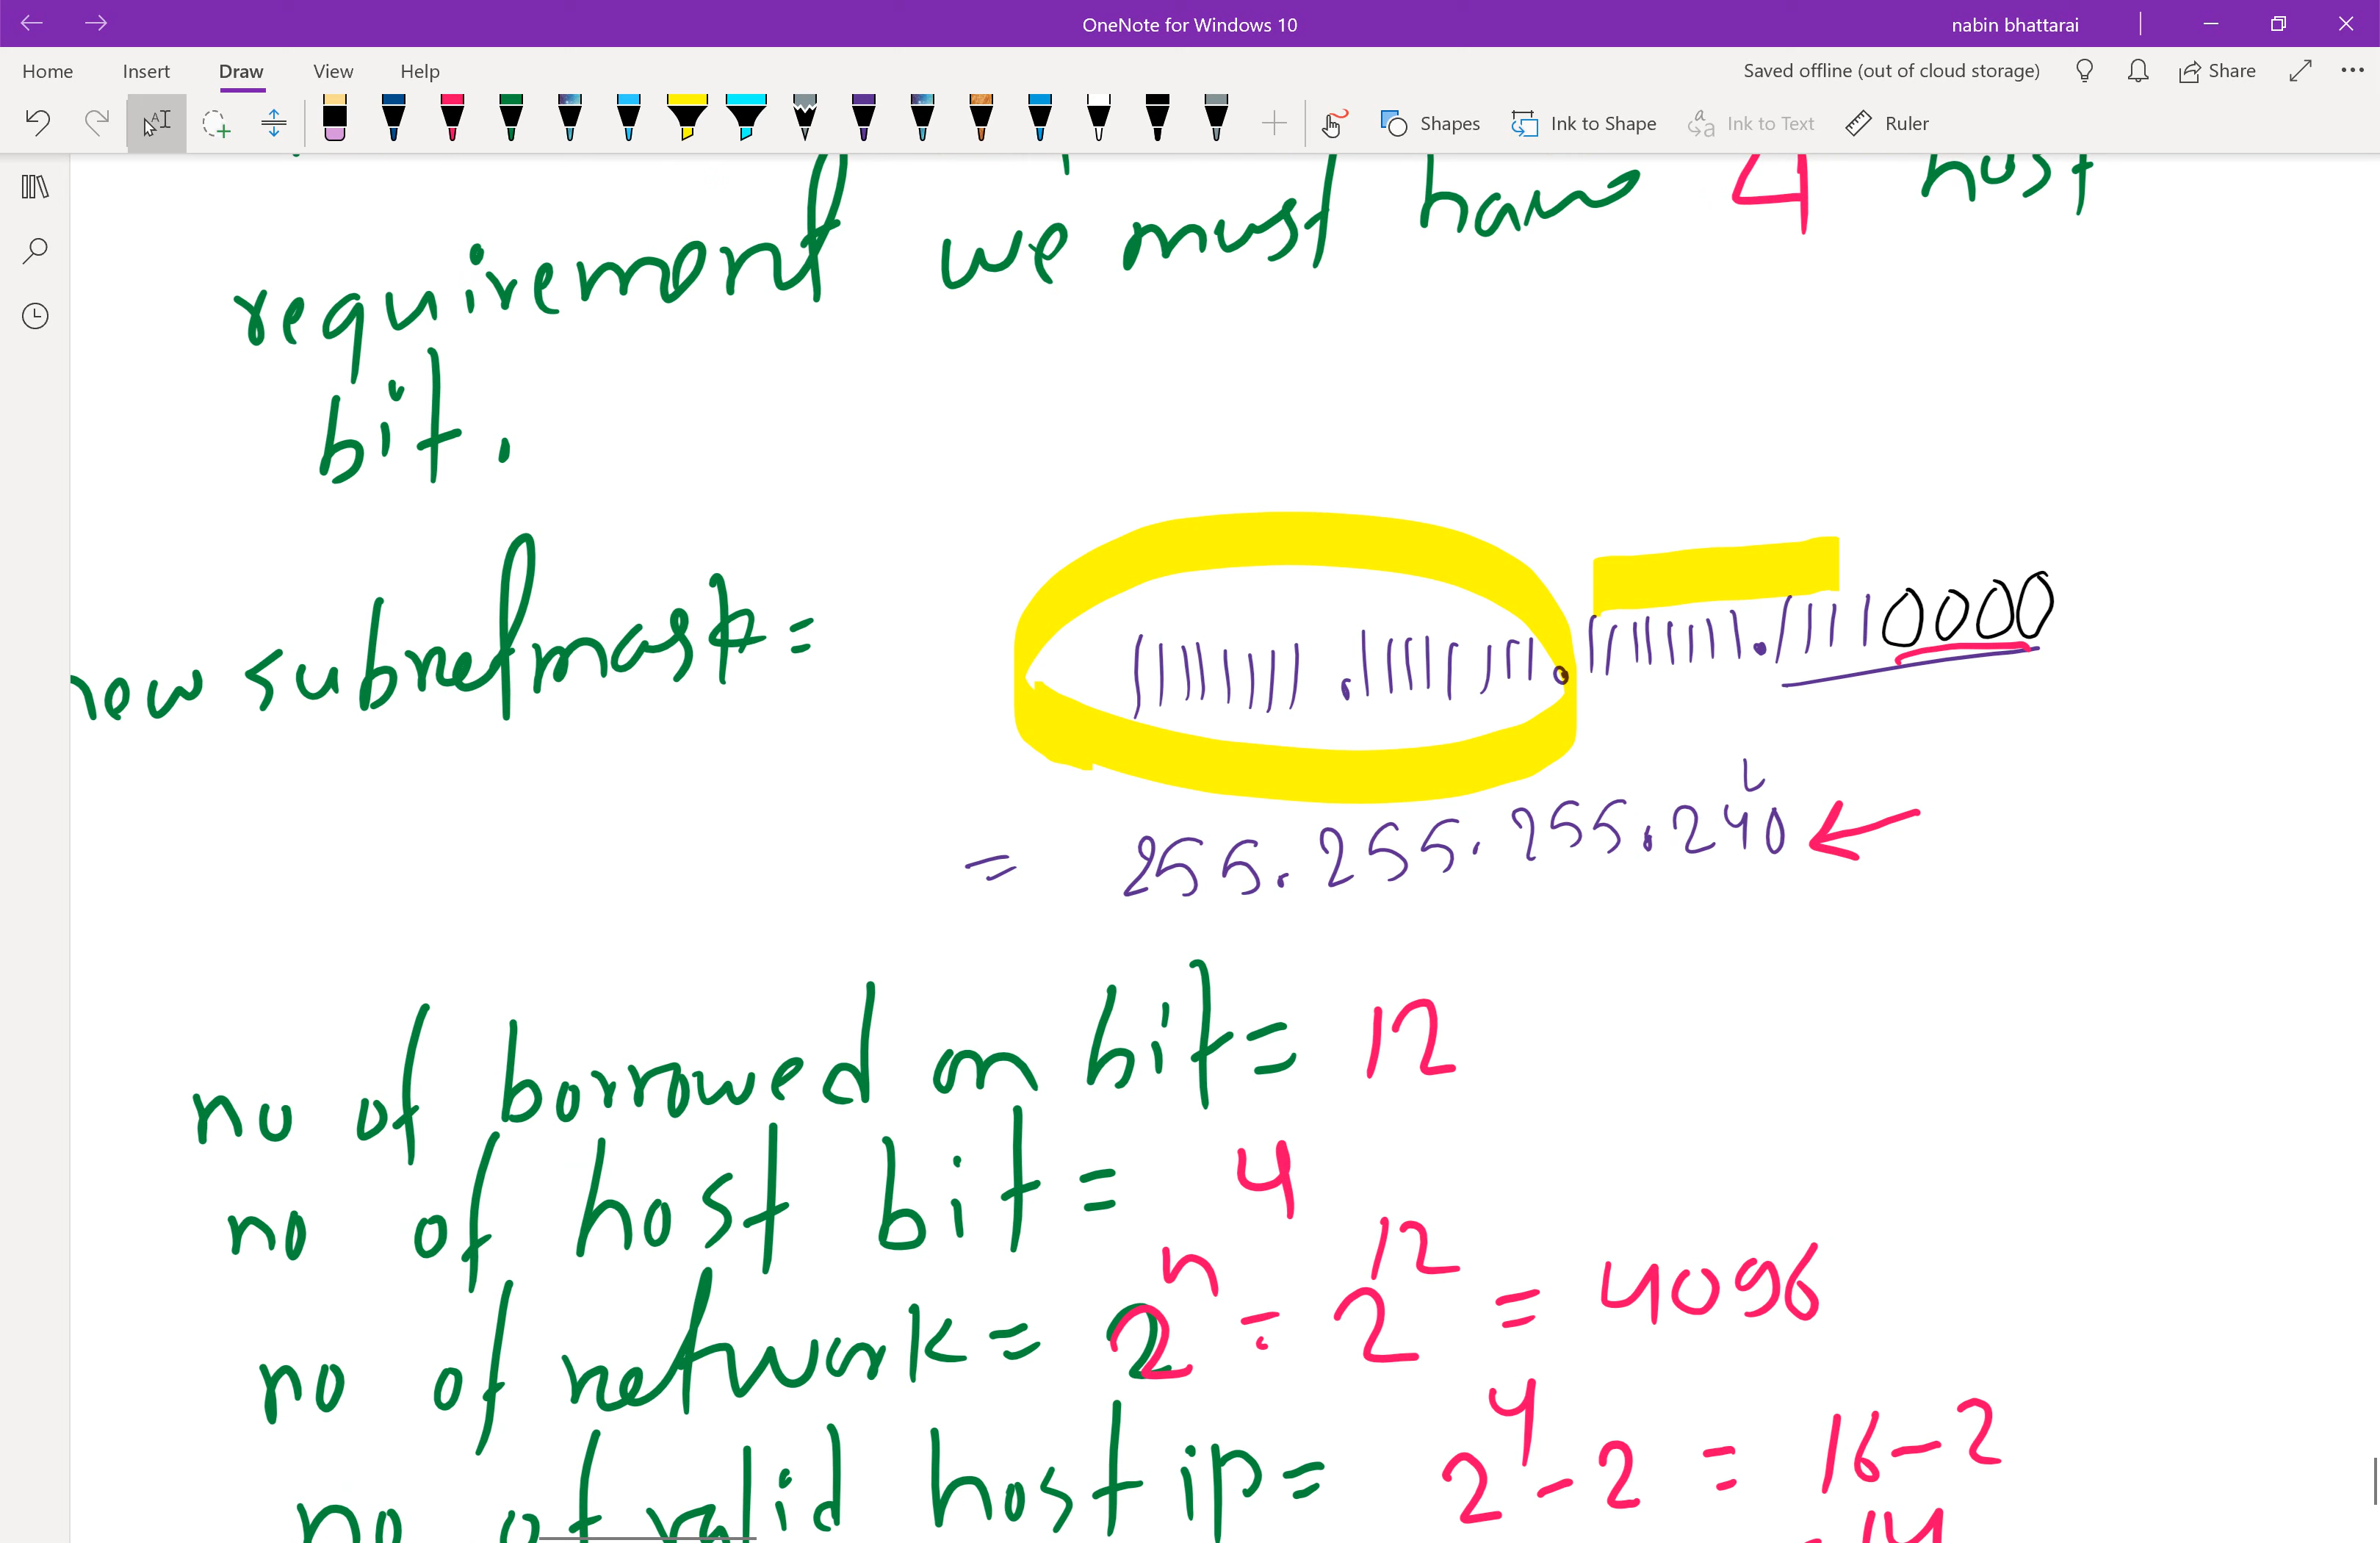 OneNote for Windows 10
nabin bhattarai
Home Insert Draw View Help
Saved offline (out of cloud storage) Share
Shapes Ink to Shape Ink to Text Ruler
requirement we must have 4 host
bit.
new subnetmask = 11111111.11111111.11111111.11110000
= 255.255.255.240
no of borrowed on bit = 12
no of host bit = 4
no of network = 2^n = 2^12 = 4096
no of valid host ip = 2^4 - 2 = 16 - 2
= 14